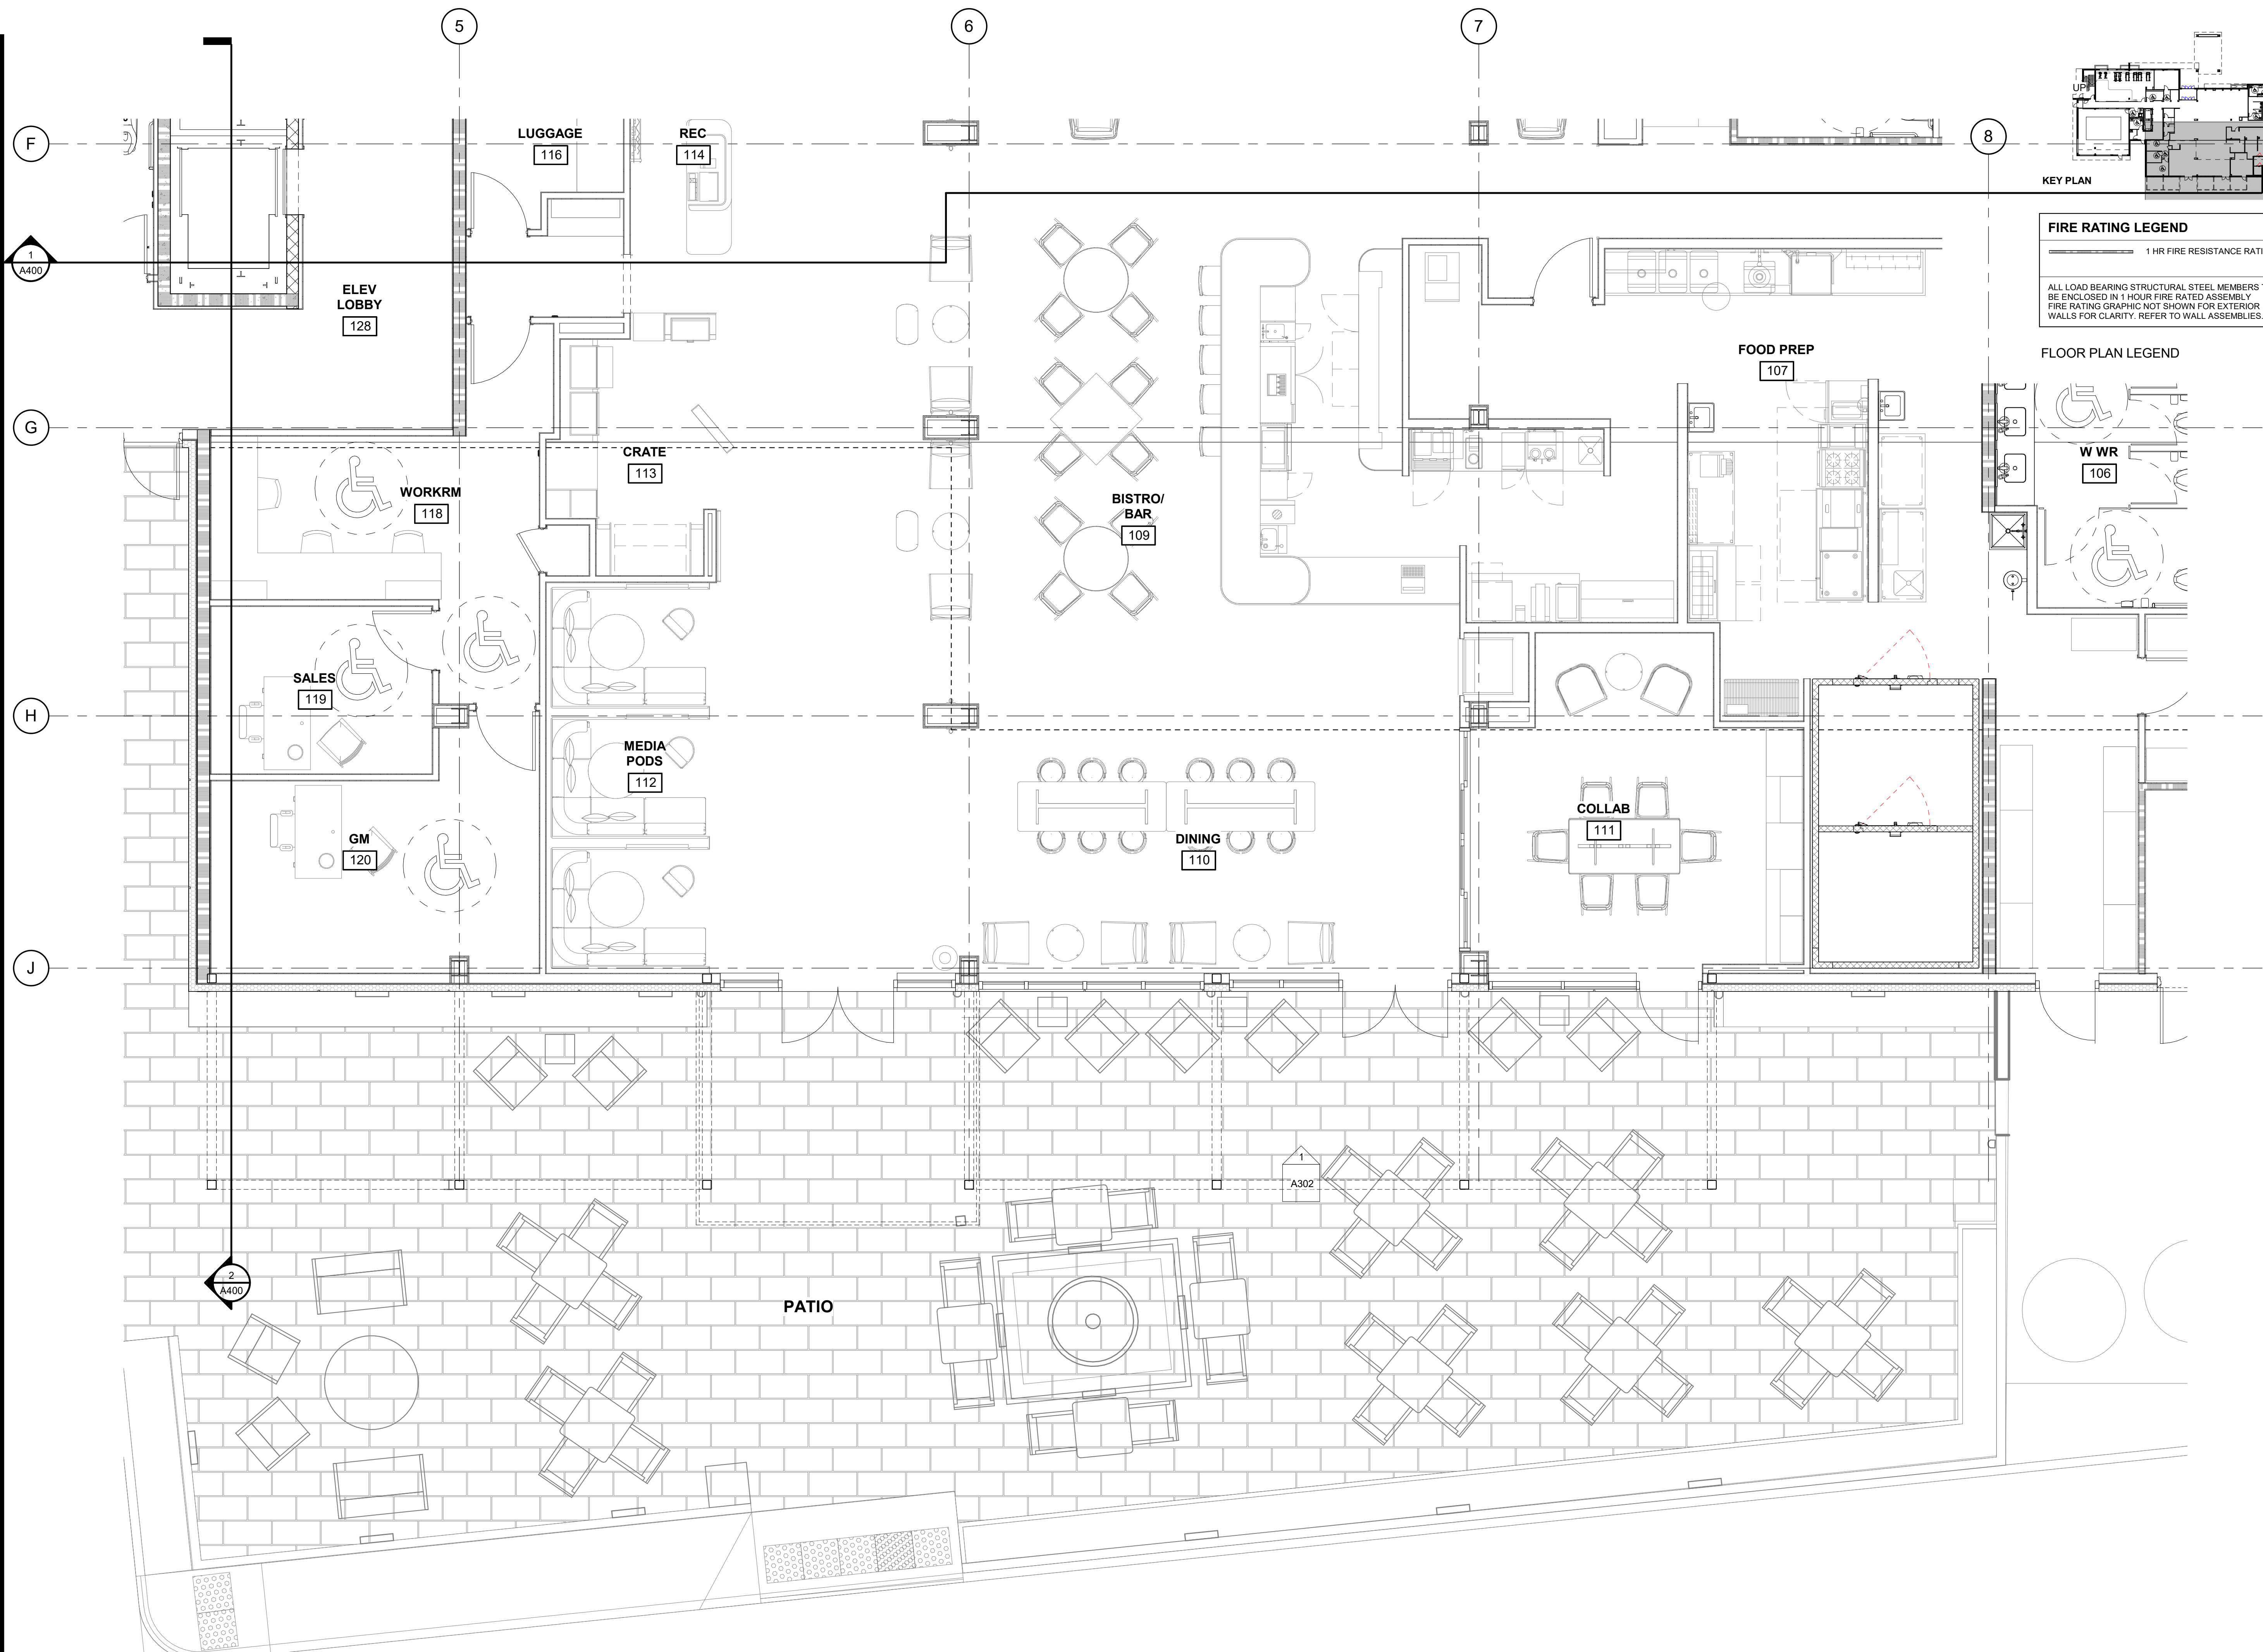 5
6
7
F
LUGGAGE
116
REC
114
8
UP
KEY PLAN
FIRE RATING LEGEND
1 HR FIRE RESISTANCE RATI
ALL LOAD BEARING STRUCTURAL STEEL MEMBERS
BE ENCLOSED IN 1 HOUR FIRE RATED ASSEMBLY
FIRE RATING GRAPHIC NOT SHOWN FOR EXTERIOR
WALLS FOR CLARITY. REFER TO WALL ASSEMBLIES.
FLOOR PLAN LEGEND
1
A400
ELEV
LOBBY
128
FOOD PREP
107
G
CRATE
113
WORKRM
118
BISTRO/
BAR
109
W WR
106
SALES
119
H
MEDIA
PODS
112
GM
120
DINING
110
COLLAB
111
J
1
A302
2
A400
PATIO